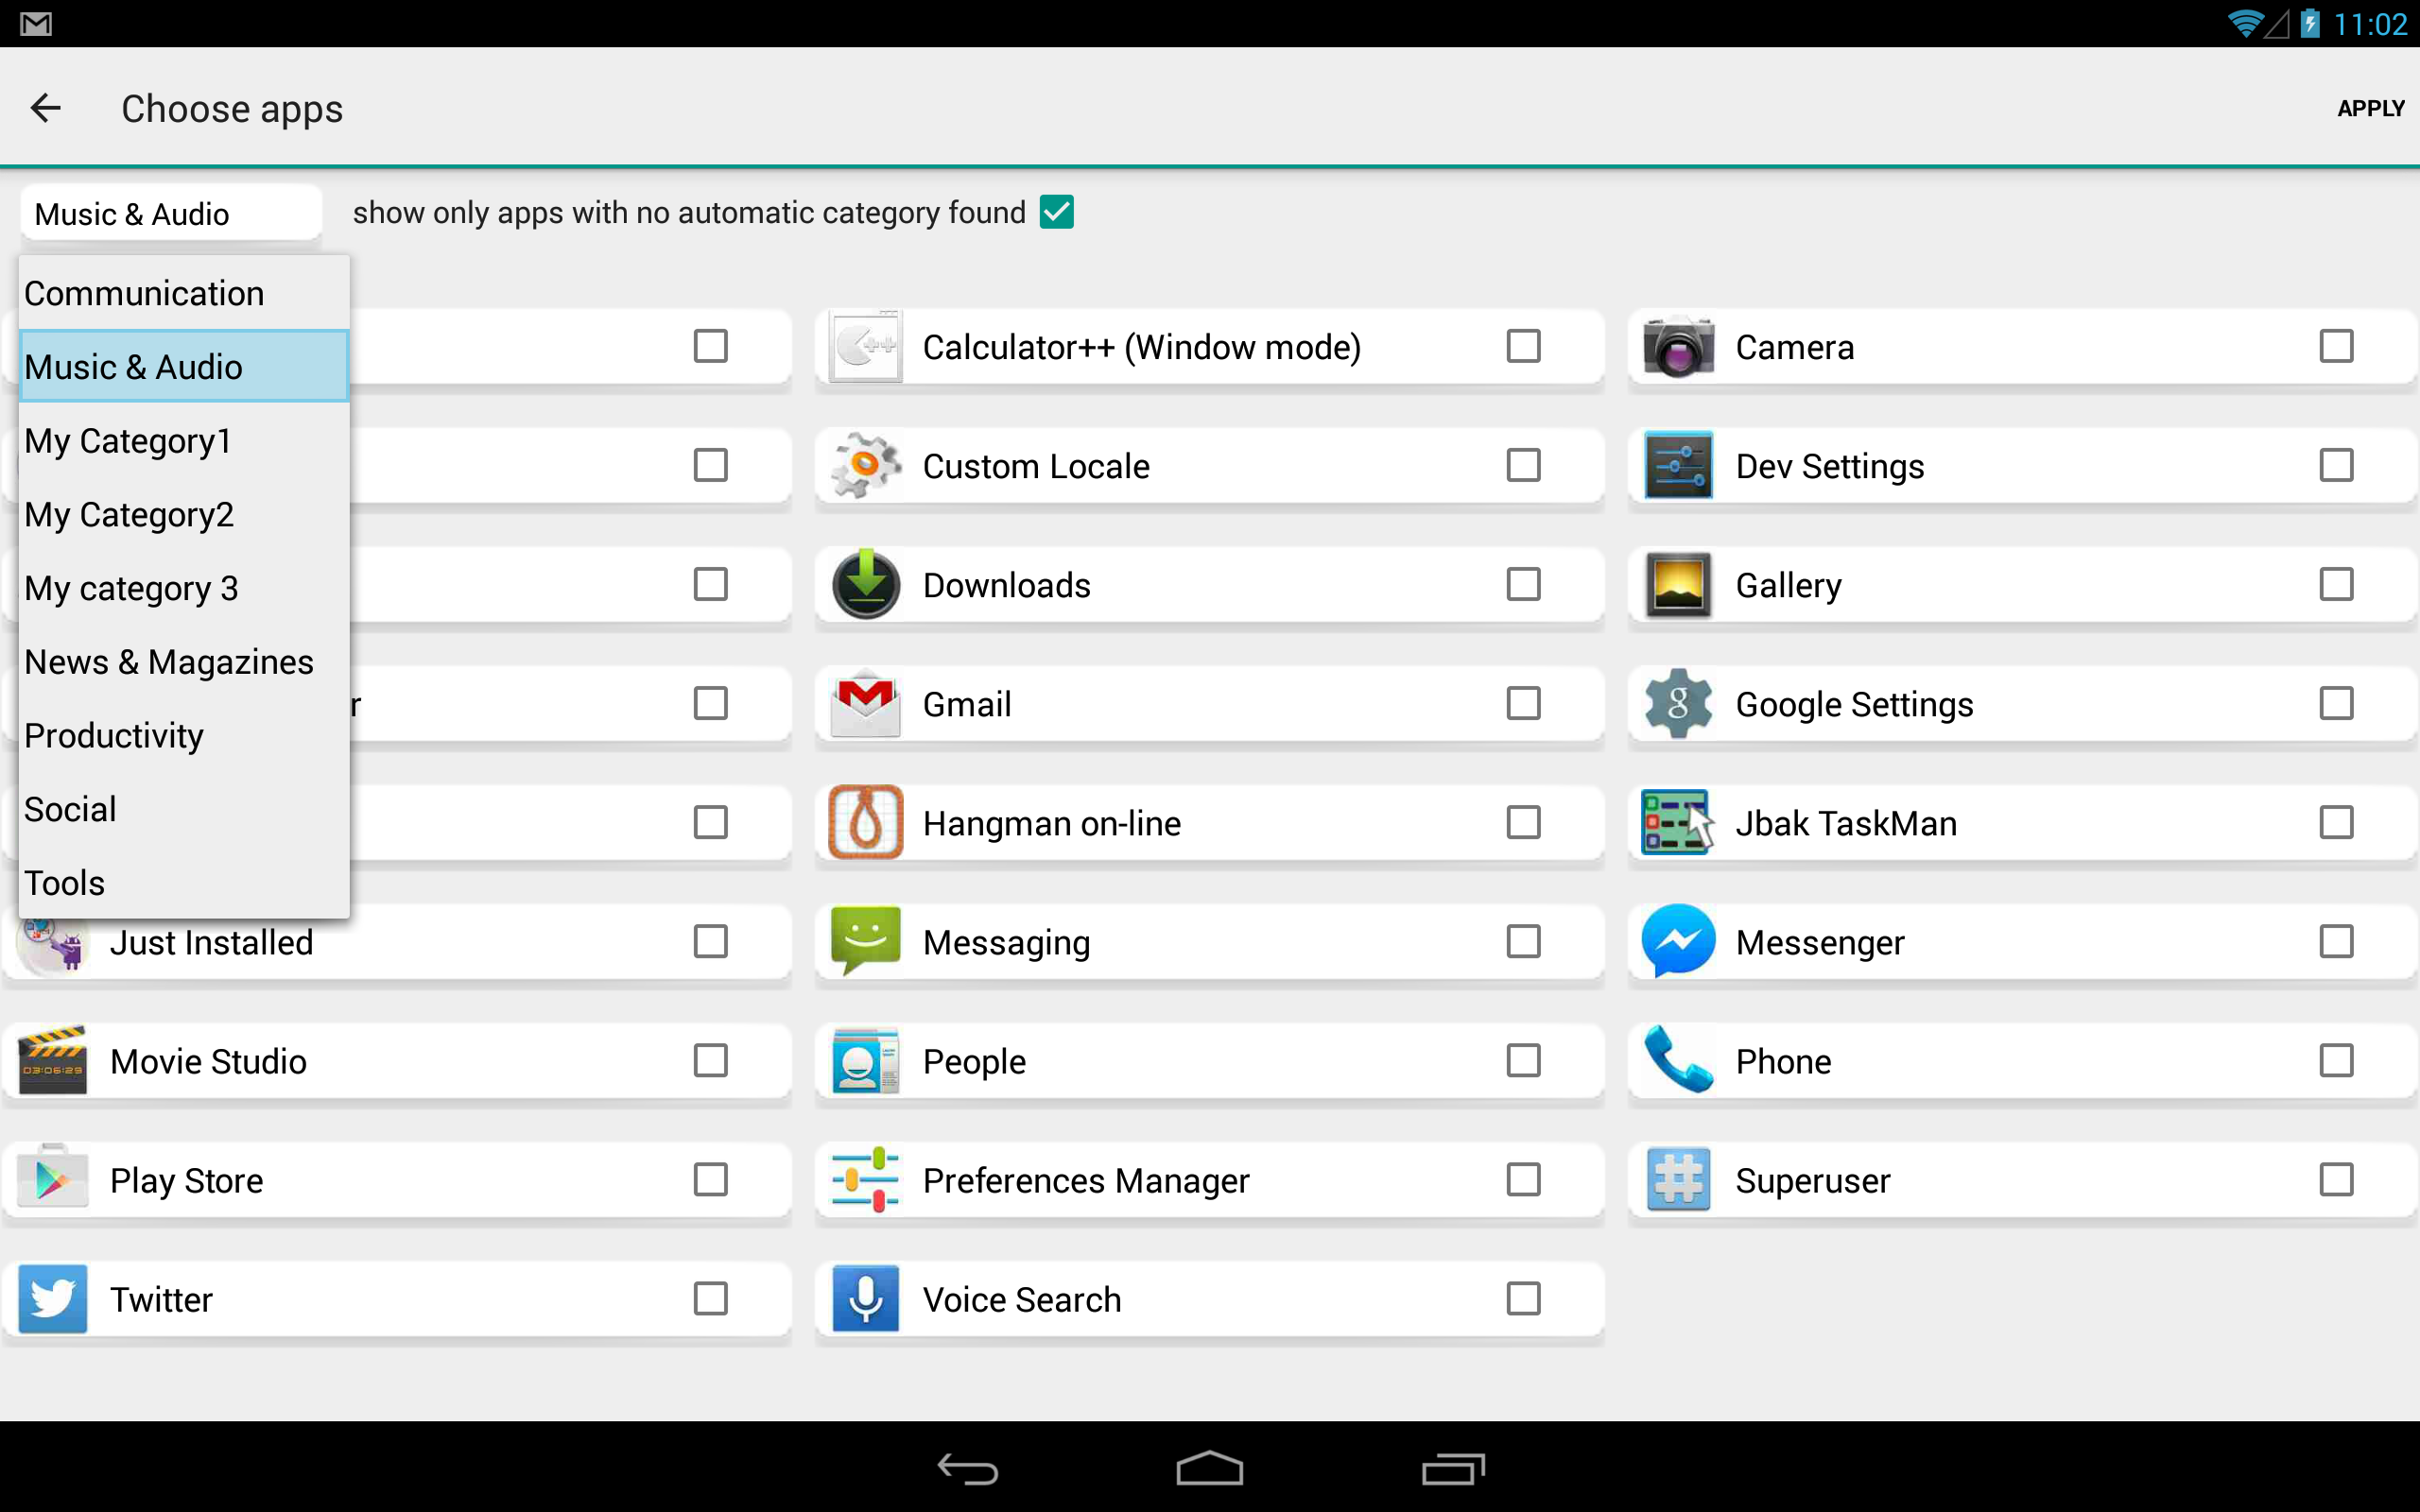 11:02
Choose apps
APPLY
Music & Audio
show only apps with no automatic category found
Communication
Music & Audio
My Category1
My Category2
My category 3
News & Magazines
Productivity
Social
Tools
Calculator++ (Window mode)
Camera
Custom Locale
Dev Settings
Downloads
Gallery
r
Gmail
Google Settings
Hangman on-line
Jbak TaskMan
Just Installed
Messaging
Messenger
03:06:29
Movie Studio
People
Phone
Play Store
Preferences Manager
Superuser
Twitter
Voice Search